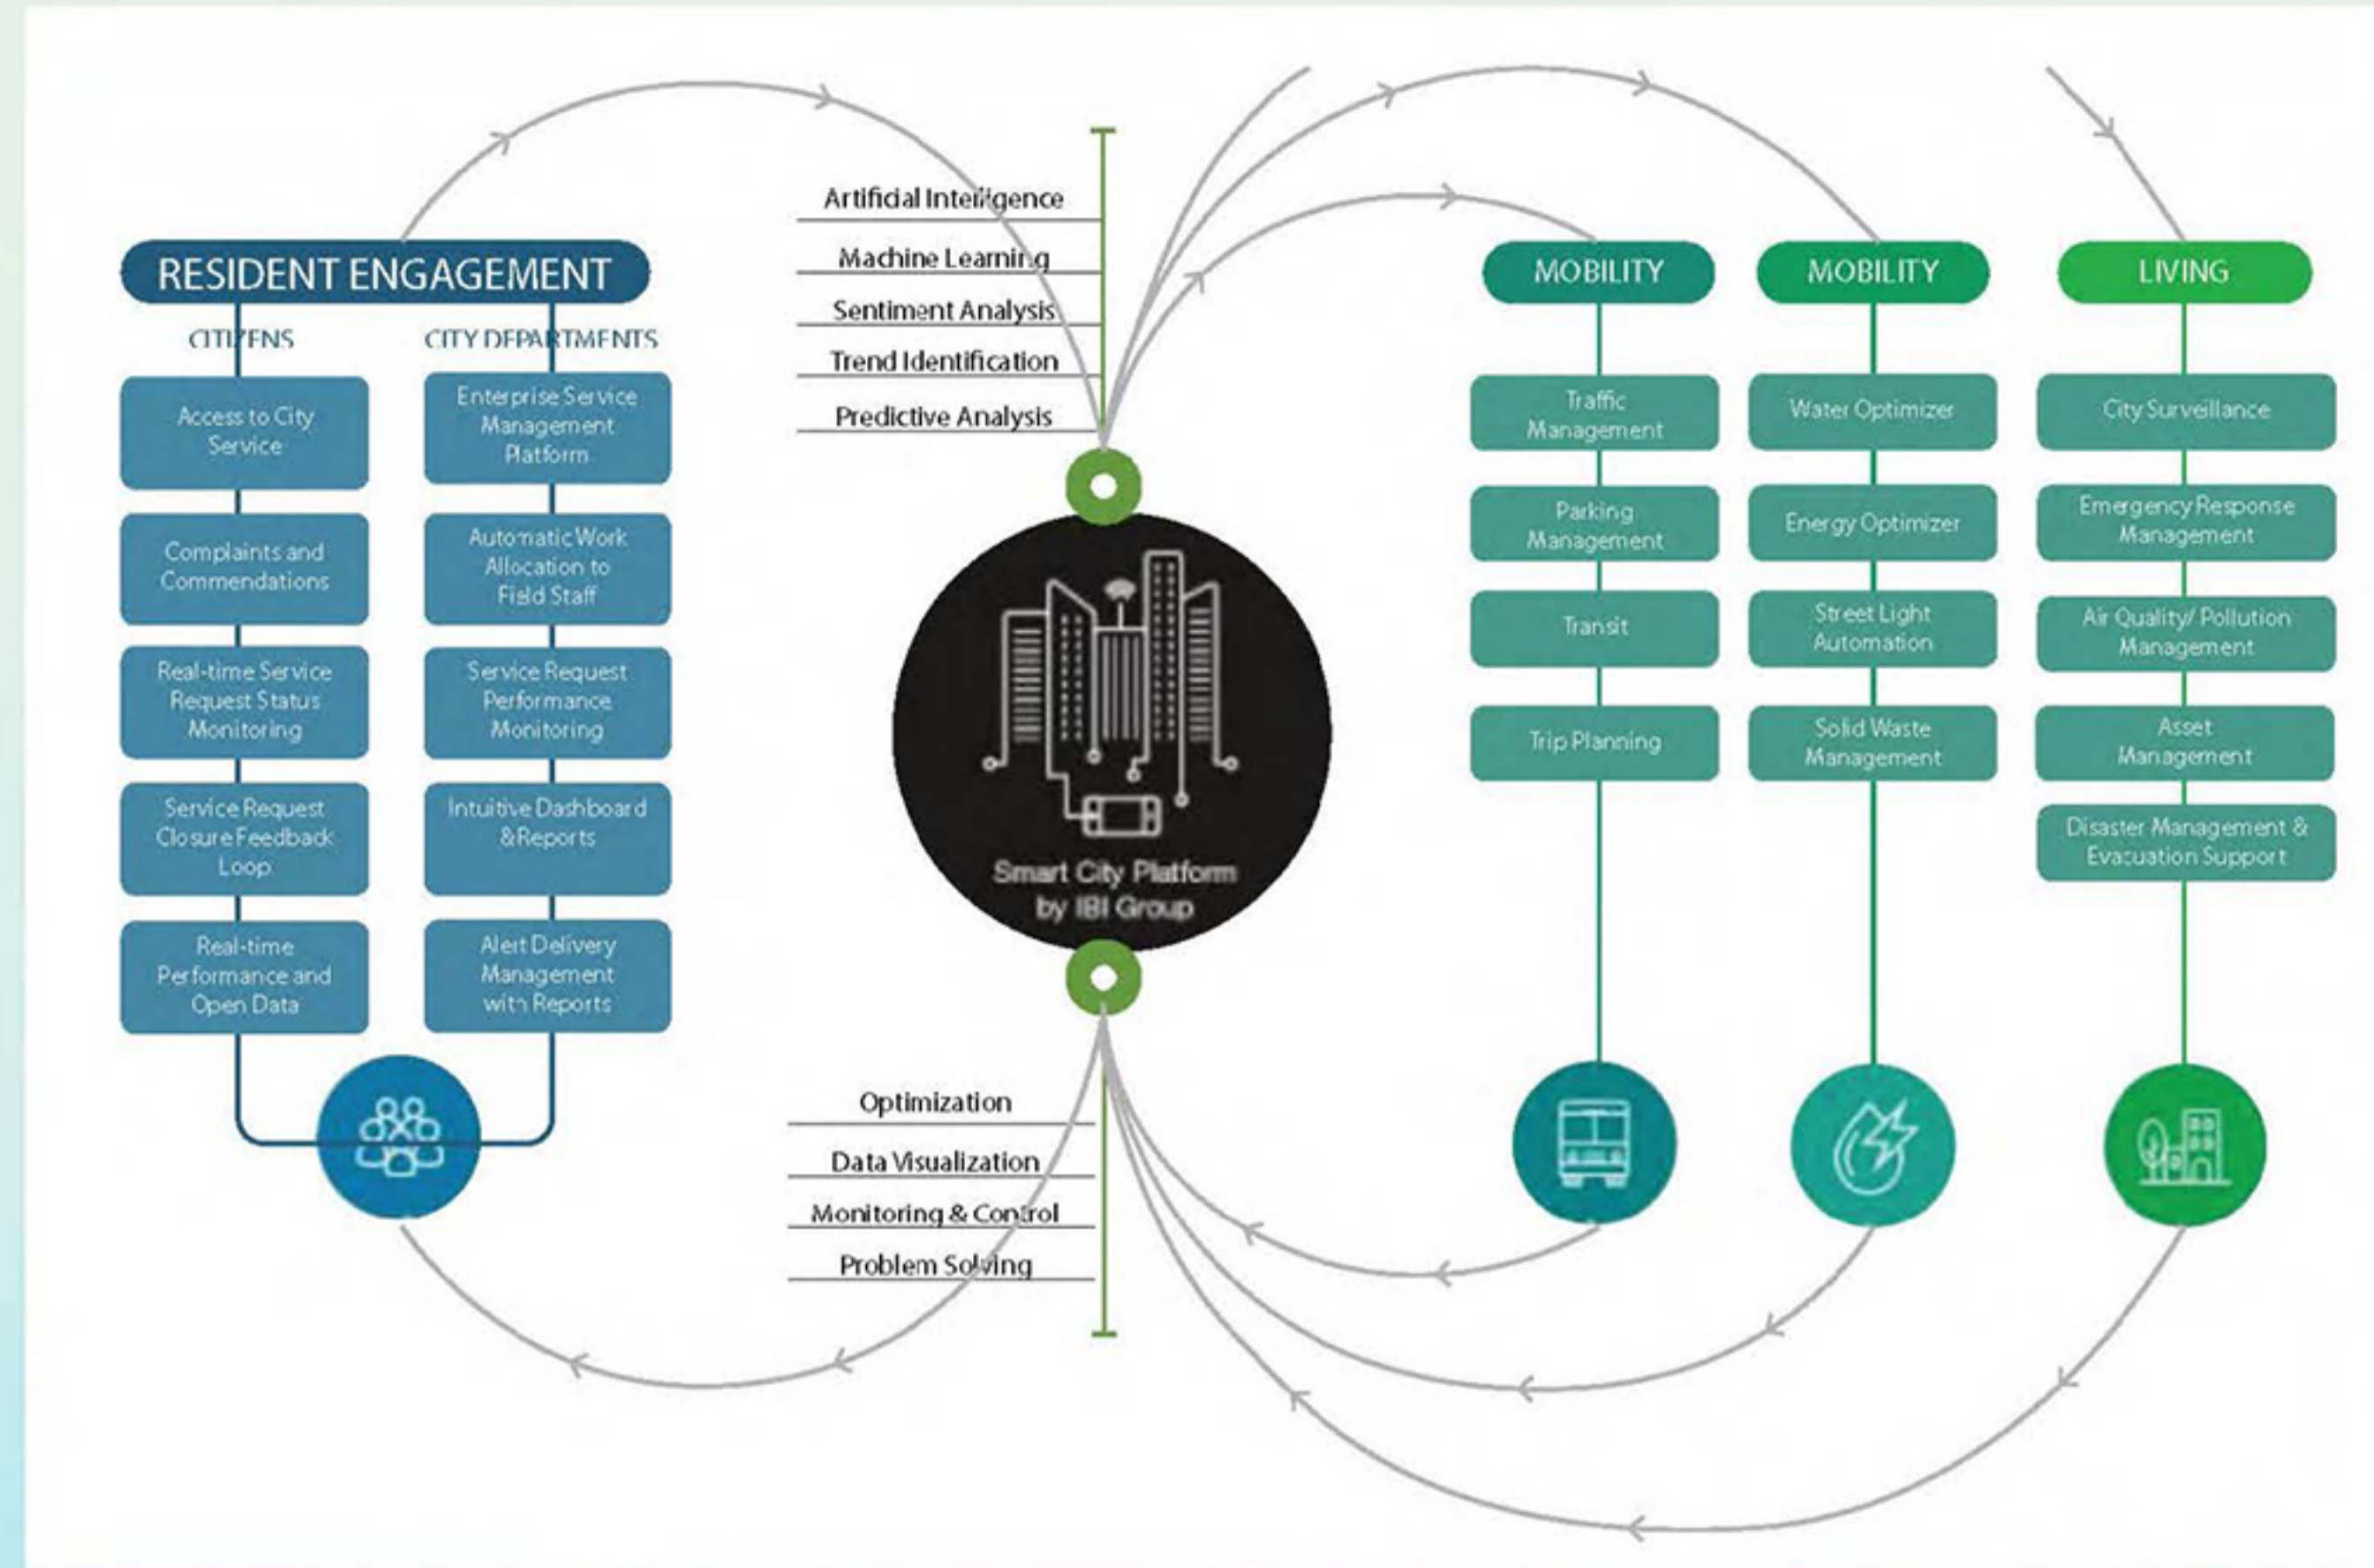 RESIDENT ENGAGEMENT
CITIZENS
Access to City
Service
Complaints and
Commendations
Real-time Service
Request Status
Monitoring
Service Request
Closure Feedback
Loop
Real-time
Performance and
Open Data
CITY DEPARTMENTS
Enterprise Service
Management
Platform
Automatic Work
Allocation to
Field Staff
Service Request
Performance
Monitoring
Intuitive Dashboard
& Reports
Alert Delivery
Management
with Reports
Artificial Intelligence
Machine Learning
Sentiment Analysis
Trend Identification
Predictive Analysis
Smart City Platform
by IBI Group
Optimization
Data Visualization
Monitoring & Control
Problem Solving
MOBILITY
Traffic
Management
Parking
Management
Transit
Trip Planning
MOBILITY
Water Optimizer
Energy Optimizer
Street Light
Automation
Solid Waste
Management
LIVING
City Surveillance
Emergency Response
Management
Air Quality/ Pollution
Management
Asset
Management
Disaster Management &
Evacuation Support